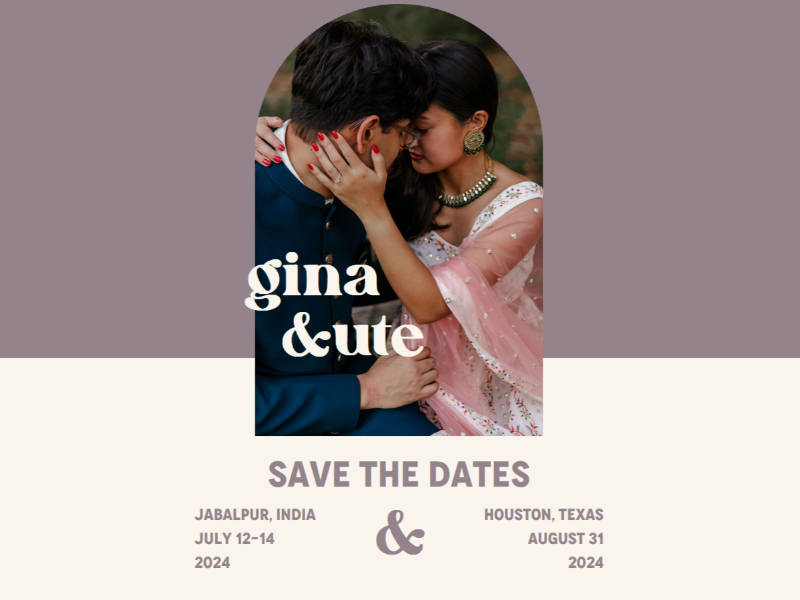 gina
&ute
SAVE THE DATES
JABALPUR, INDIA
JULY 12-14
2024
&
HOUSTON, TEXAS
AUGUST 31
2024